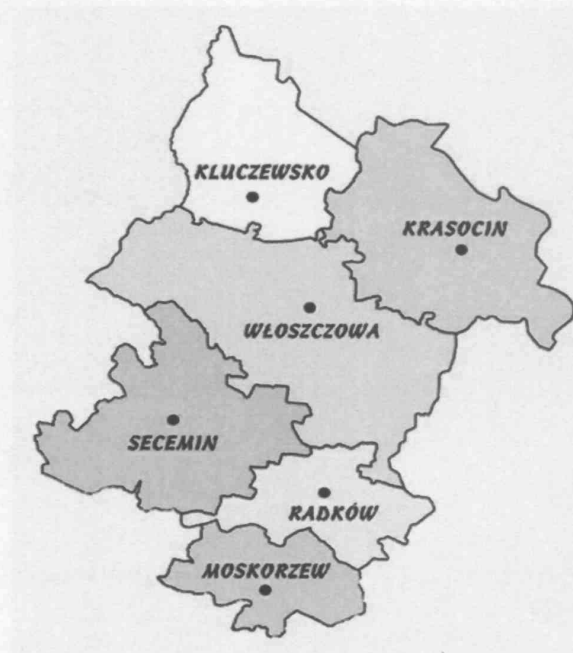 KLUCZEWSKO
KRASOCIN
WŁOSZCZOWA
SECEMIN
RADKÓW
MOSKORZEW